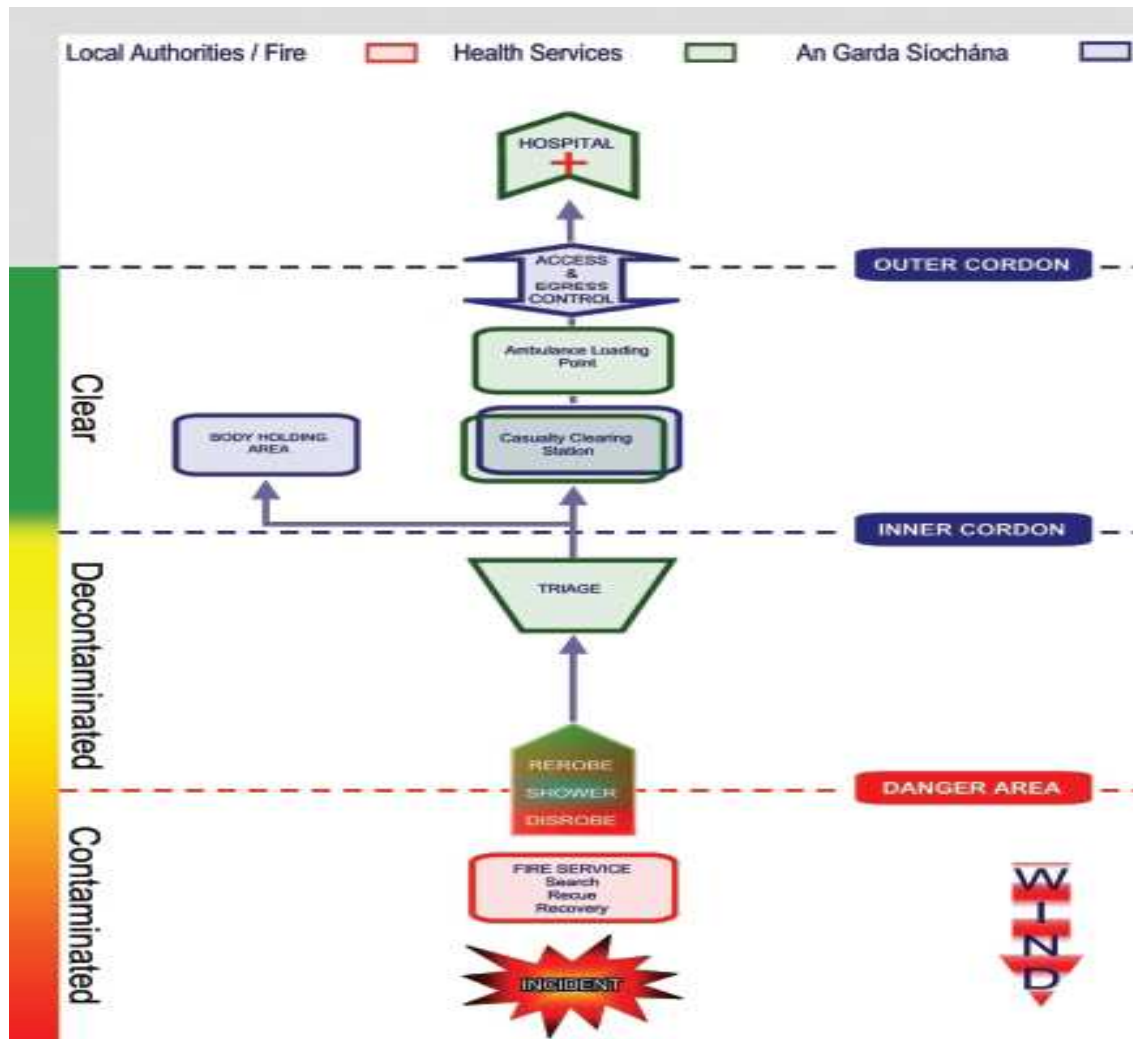 Local Authorities / Fire Health Services An Garda Síochána
HOSPITAL
ACCESS
&
EGRESS
CONTROL
OUTER CORDON
Ambulance Loading
Point
Clear
BODY HOLDING
AREA
Casualty Clearing
Station
INNER CORDON
Decontaminated
TRIAGE
REROBE
SHOWER
DISROBE
DANGER AREA
Contaminated
FIRE SERVICE
Search
Recue
Recovery
INCIDENT
WIND